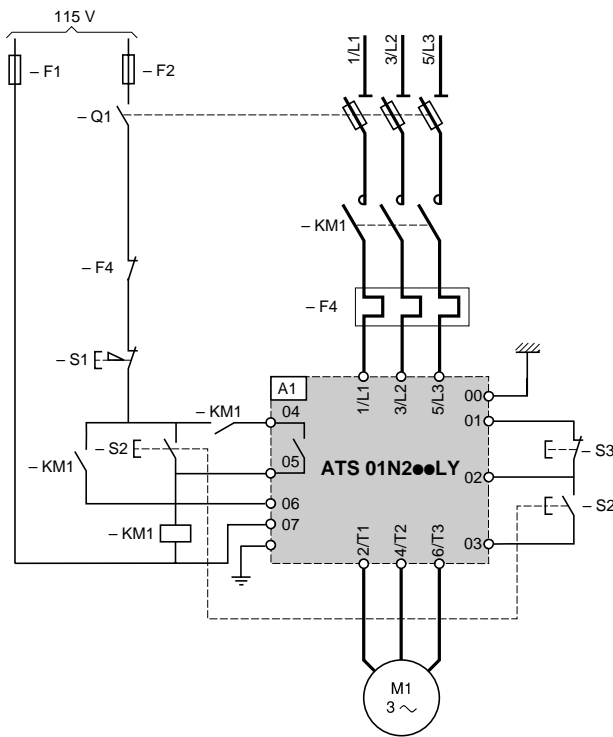 115 V
– F1
– F2
1/L1
3/L2
5/L3
– Q1
– KM1
– F4
– F4
– S1
A1
1/L1
3/L2
5/L3
00
– KM1
04
01
– S2
– S3
– KM1
05
ATS 01N2●●LY
02
06
– S2
– KM1
07
2/T1
4/T2
6/T3
03
M1
3 ~